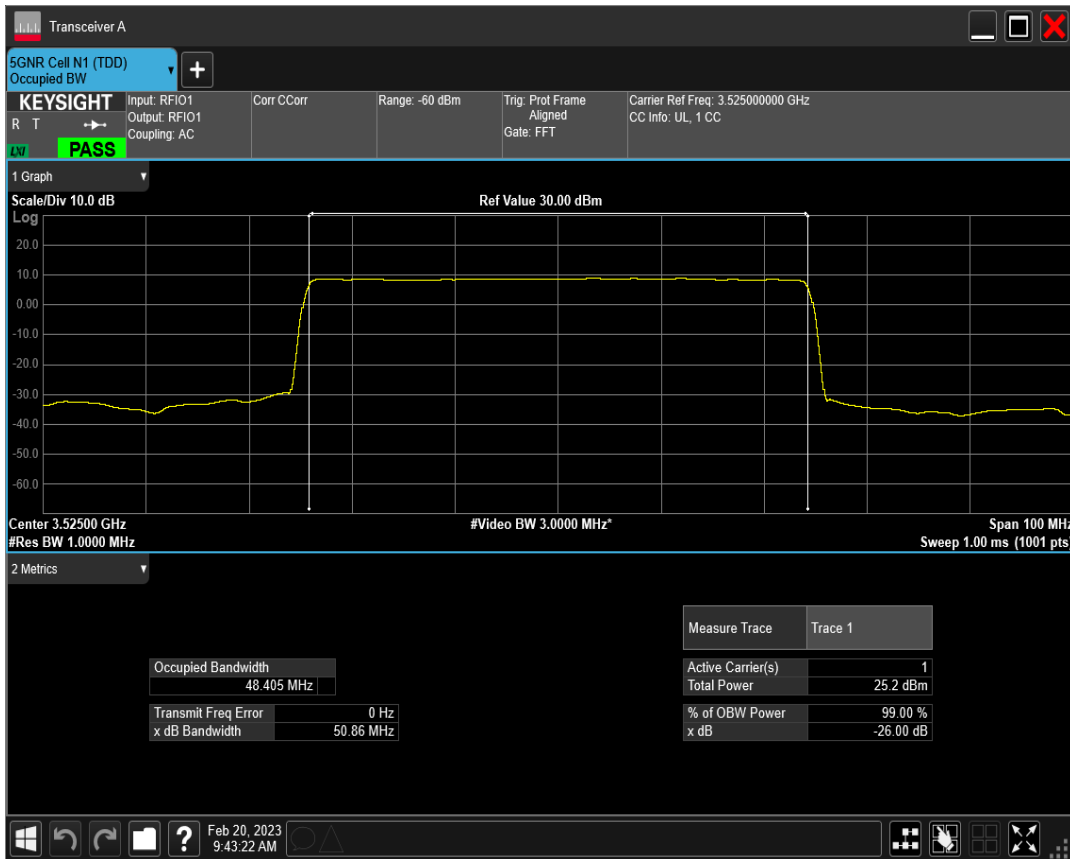 Transceiver A
5GNR Cell N1 (TDD)
Occupied BW
+
KEYSIGHT
R T
LXI
PASS
Input: RFIO1
Output: RFIO1
Coupling: AC
Corr CCorr
Range: -60 dBm
Trig: Prot Frame
Aligned
Gate: FFT
Carrier Ref Freq: 3.525000000 GHz
CC Info: UL, 1 CC
1 Graph
Scale/Div 10.0 dB
Ref Value 30.00 dBm
Log
20.0
10.0
0.00
-10.0
-20.0
-30.0
-40.0
-50.0
-60.0
Center 3.52500 GHz
#Video BW 3.0000 MHz*
Span 100 MHz
#Res BW 1.0000 MHz
Sweep 1.00 ms (1001 pts)
2 Metrics
Measure Trace Trace 1
Occupied Bandwidth
48.405 MHz
Active Carrier(s) 1
Total Power 25.2 dBm
Transmit Freq Error 0 Hz
x dB Bandwidth 50.86 MHz
% of OBW Power 99.00 %
x dB -26.00 dB
?
Feb 20, 2023
9:43:22 AM